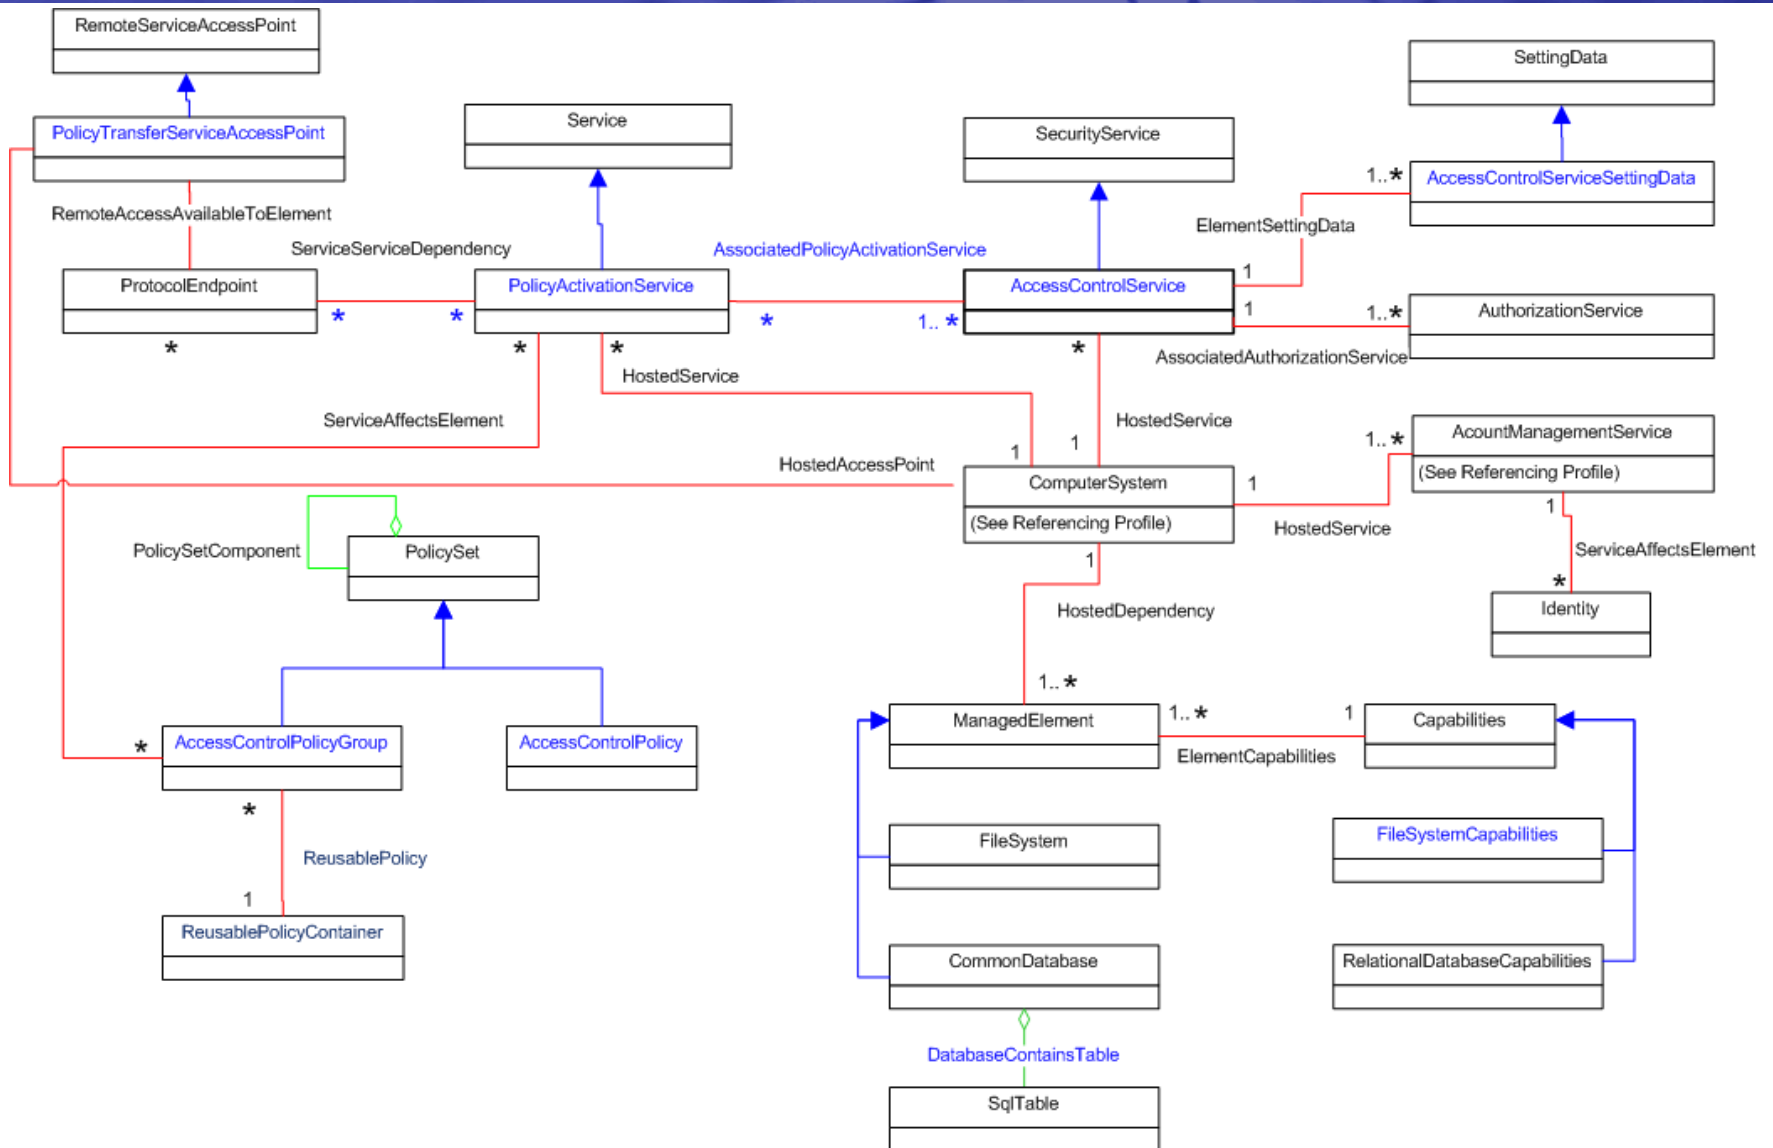 RemoteServiceAccessPoint
SettingData
Service
SecurityService
PolicyTransferServiceAccessPoint
1..*
AccessControlServiceSettingData
RemoteAccessAvailableToElement
ElementSettingData
ServiceServiceDependency
AssociatedPolicyActivationService
1
ProtocolEndpoint
PolicyActivationService
AccessControlService
*
*
*
1..*
1
1..*
AuthorizationService
*
*
*
*
AssociatedAuthorizationService
HostedService
ServiceAffectsElement
HostedService
1..*
AcountManagementService
(See Referencing Profile)
1
1
HostedAccessPoint
ComputerSystem
(See Referencing Profile)
1
HostedService
1
PolicySetComponent
PolicySet
1
ServiceAffectsElement
*
Identity
HostedDependency
1..*
ManagedElement
1..*
1
Capabilities
ElementCapabilities
*
AccessControlPolicyGroup
AccessControlPolicy
*
ReusablePolicy
FileSystem
FileSystemCapabilities
1
ReusablePolicyContainer
CommonDatabase
RelationalDatabaseCapabilities
DatabaseContainsTable
SqlTable